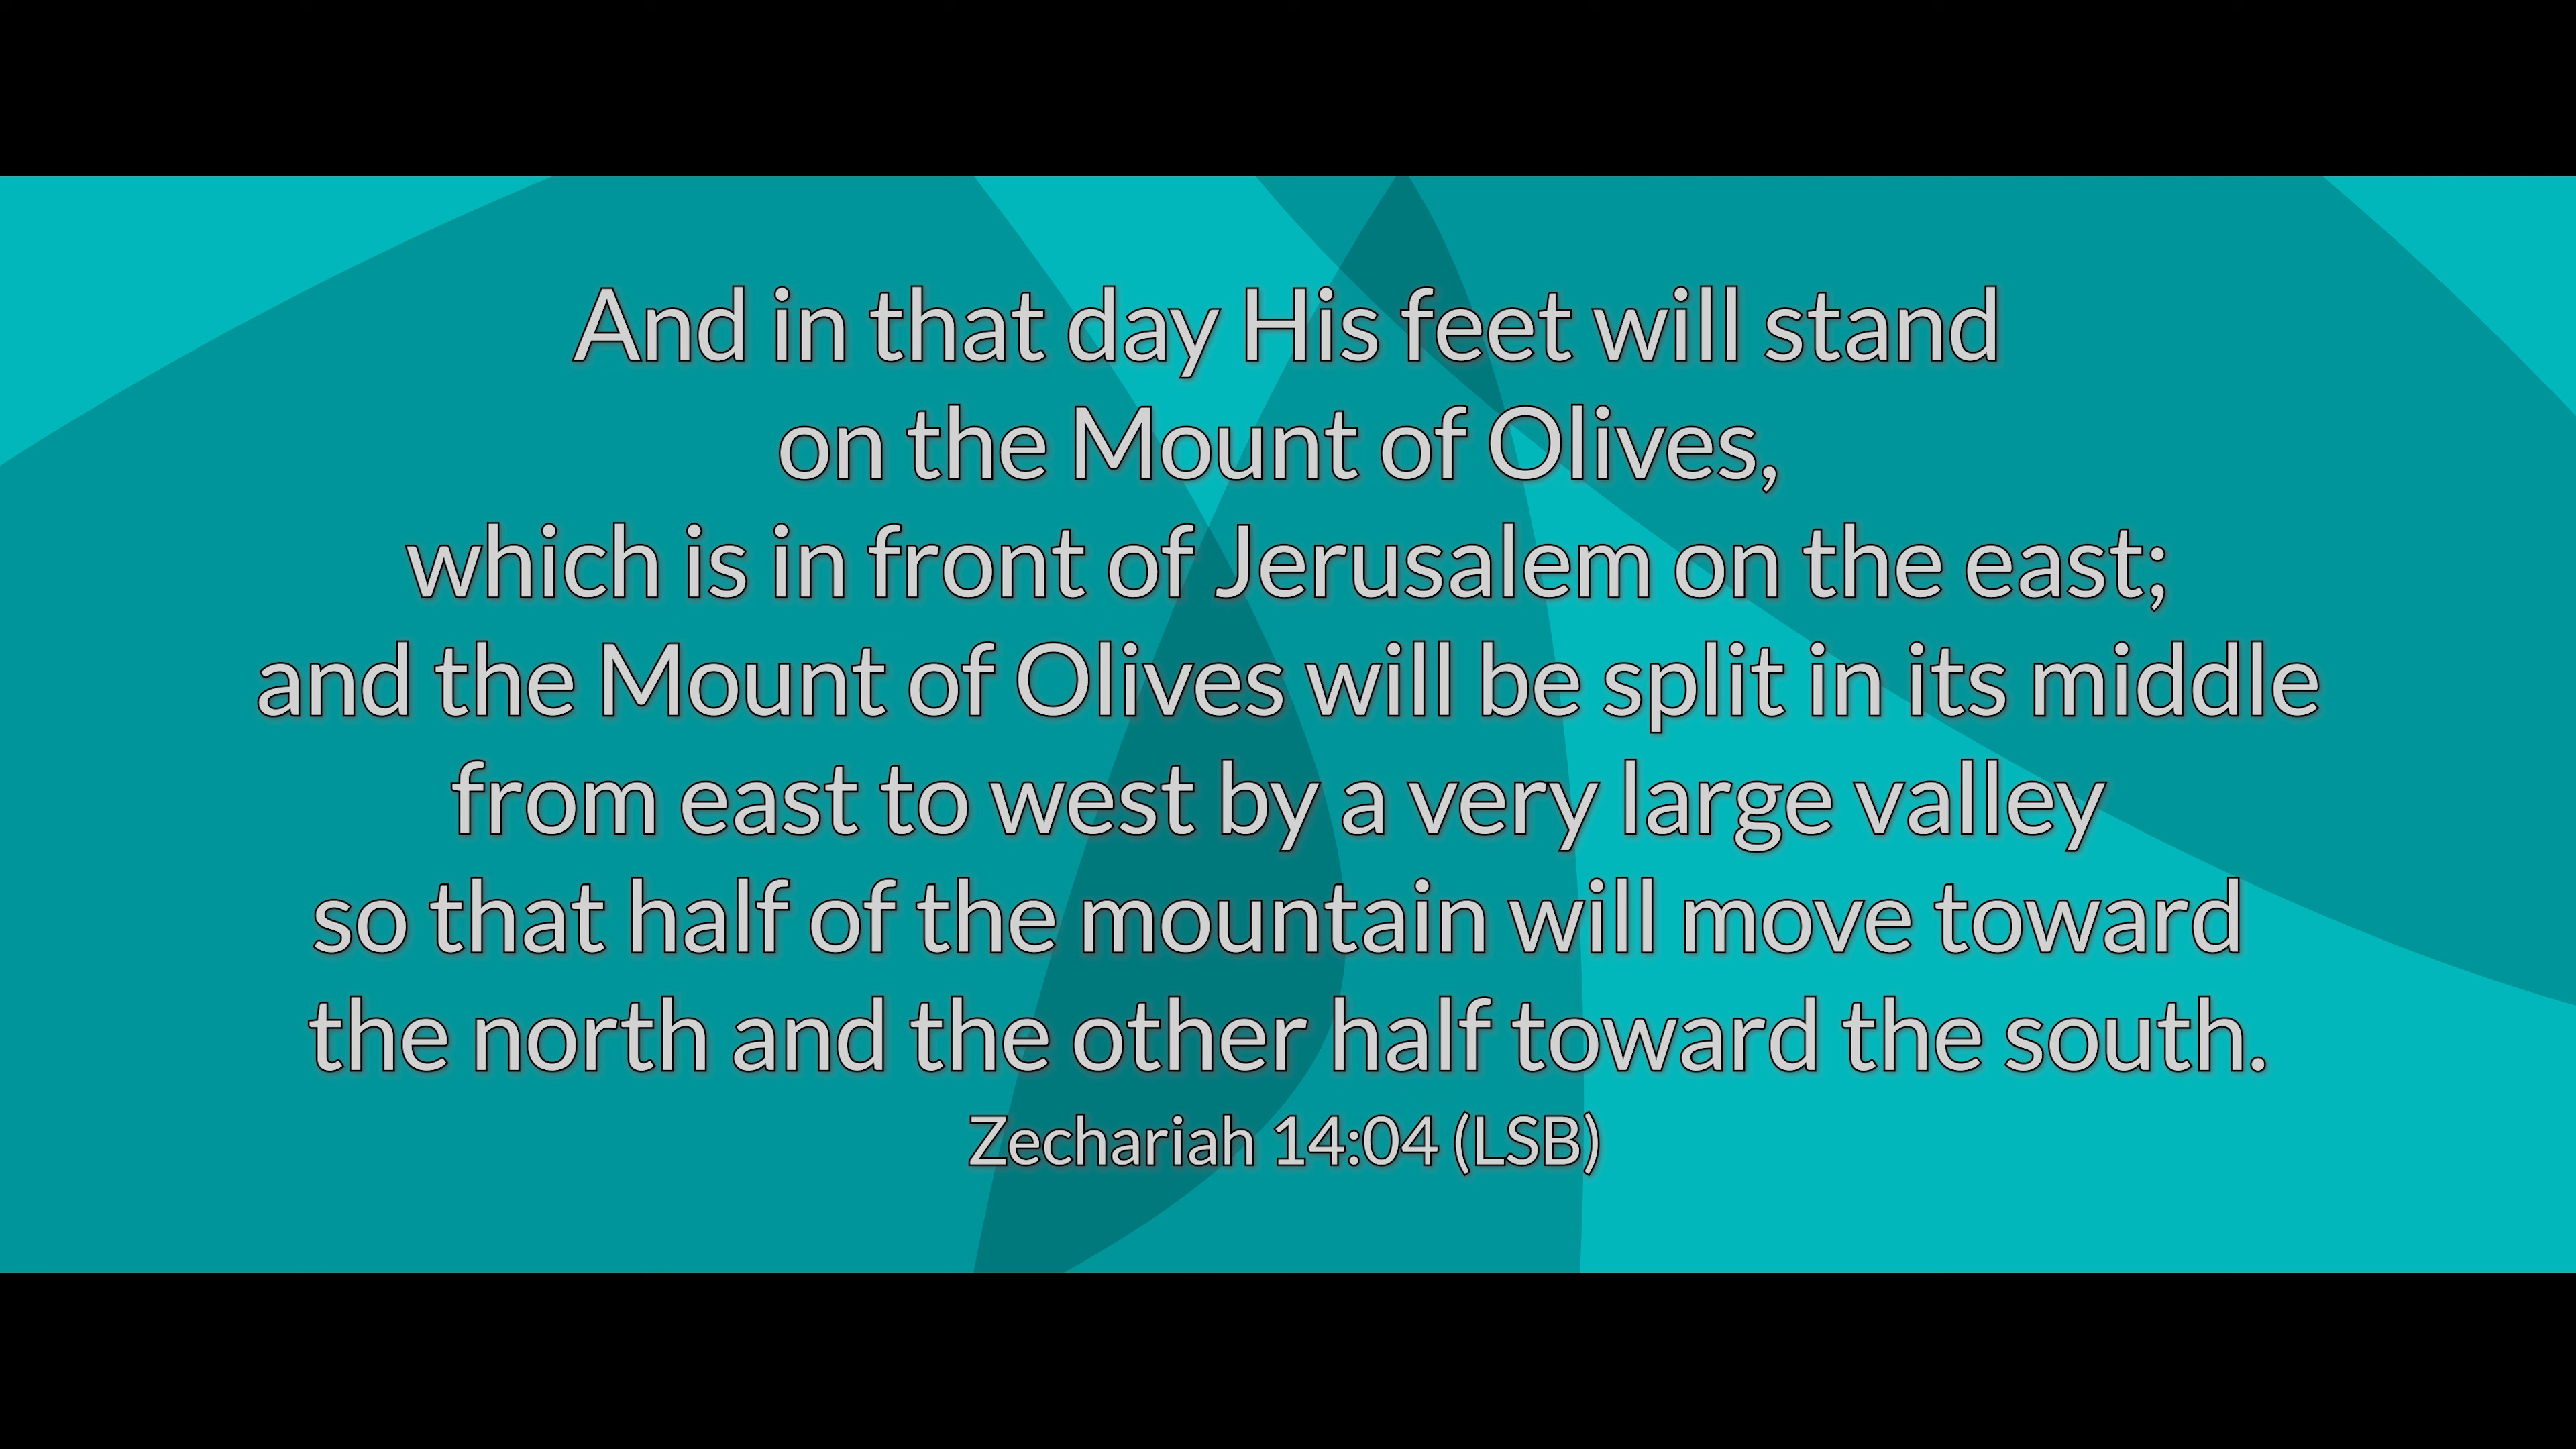 And in that day His feet will stand
on the Mount of Olives,
which is in front of Jerusalem on the east;
and the Mount of Olives will be split in its middle
from east to west by a very large valley
so that half of the mountain will move toward
the north and the other half toward the south.
Zechariah 14:04 (LSB)